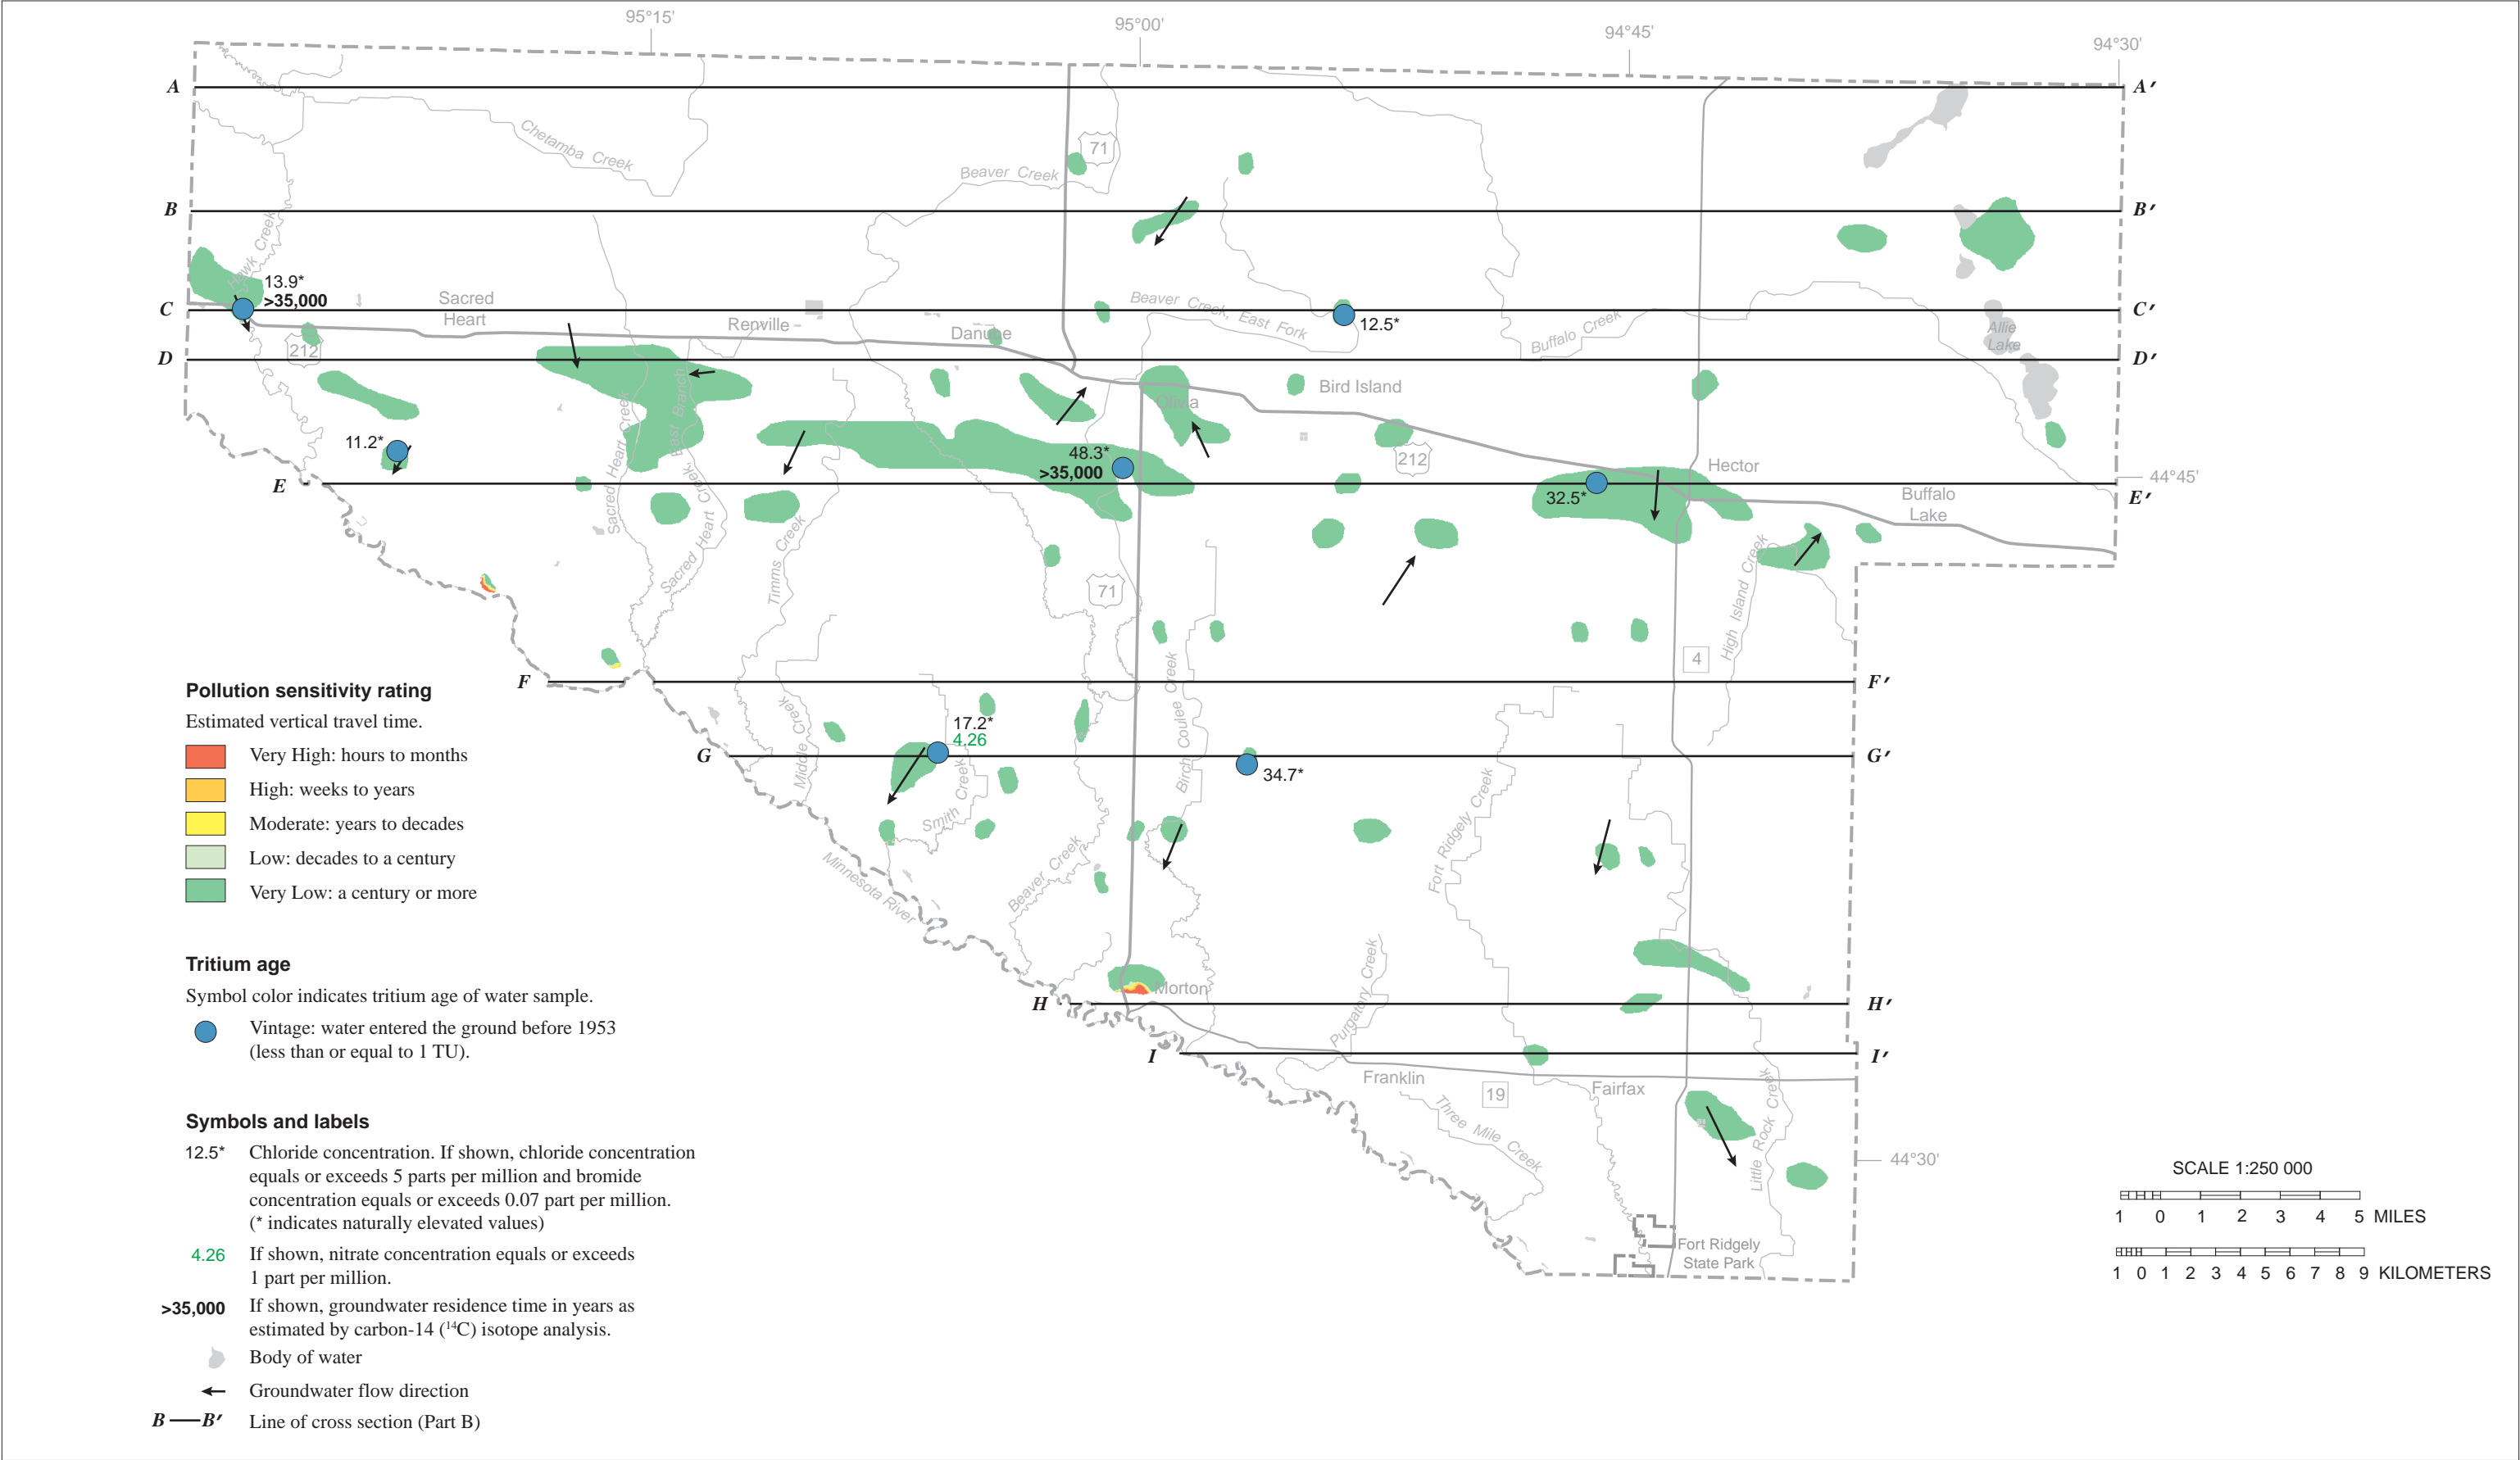 95°15'
95°00'
94°45'
94°30'
A
A′
Chetamba Creek
71
Beaver Creek
B
B′
Hawk Creek
13.9*
>35,000
C
C′
Sacred
Heart
Renville
Danube
Beaver Creek, East Fork
12.5*
Buffalo Creek
Allie
Lake
212
D
D′
Bird Island
Olivia
Sacred Heart Creek
Sacred Heart Creek, East Branch
11.2*
48.3*
>35,000
212
Hector
32.5*
44°45'
E
E′
Buffalo
Lake
Timms Creek
71
High Island Creek
4
Birch Coulee Creek
F
F′
Middle Creek
17.2*
4.26
G
G′
34.7*
Smith Creek
Fort Ridgely Creek
Minnesota River
Beaver Creek
Purgatory Creek
Morton
H
H′
I
I′
Franklin
19
Fairfax
Three Mile Creek
Little Rock Creek
44°30'
Fort Ridgely
State Park
Pollution sensitivity rating
Estimated vertical travel time.
Very High: hours to months
High: weeks to years
Moderate: years to decades
Low: decades to a century
Very Low: a century or more
Tritium age
Symbol color indicates tritium age of water sample.
Vintage: water entered the ground before 1953
(less than or equal to 1 TU).
Symbols and labels
12.5* Chloride concentration. If shown, chloride concentration
equals or exceeds 5 parts per million and bromide
concentration equals or exceeds 0.07 part per million.
(* indicates naturally elevated values)
4.26 If shown, nitrate concentration equals or exceeds
1 part per million.
>35,000 If shown, groundwater residence time in years as
estimated by carbon-14 (¹⁴C) isotope analysis.
Body of water
Groundwater flow direction
B B′ Line of cross section (Part B)
SCALE 1:250 000
1 0 1 2 3 4 5 MILES
1 0 1 2 3 4 5 6 7 8 9 KILOMETERS